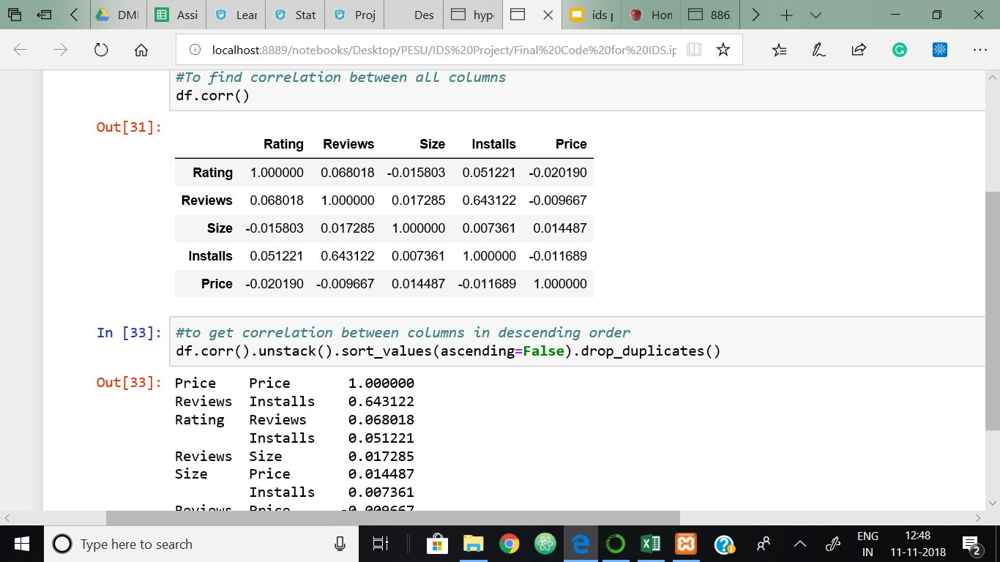 DMI Assi Lear Stat Proj Des hyp ids p Hon 886
localhost:8889/notebooks/Desktop/PESU/IDS%20Project/Final%20Code%20for%20IDS.ip
#To find correlation between all columns
df.corr()
Out[31]:
Rating Reviews Size Installs Price
Rating 1.000000 0.068018 -0.015803 0.051221 -0.020190
Reviews 0.068018 1.000000 0.017285 0.643122 -0.009667
Size -0.015803 0.017285 1.000000 0.007361 0.014487
Installs 0.051221 0.643122 0.007361 1.000000 -0.011689
Price -0.020190 -0.009667 0.014487 -0.011689 1.000000
In [33]: #to get correlation between columns in descending order
df.corr().unstack().sort_values(ascending=False).drop_duplicates()
Out[33]: Price Price 1.000000
Reviews Installs 0.643122
Rating Reviews 0.068018
Installs 0.051221
Reviews Size 0.017285
Size Price 0.014487
Installs 0.007361
Reviews Price -0.009667
Type here to search
ENG
IN
12:48
11-11-2018
2